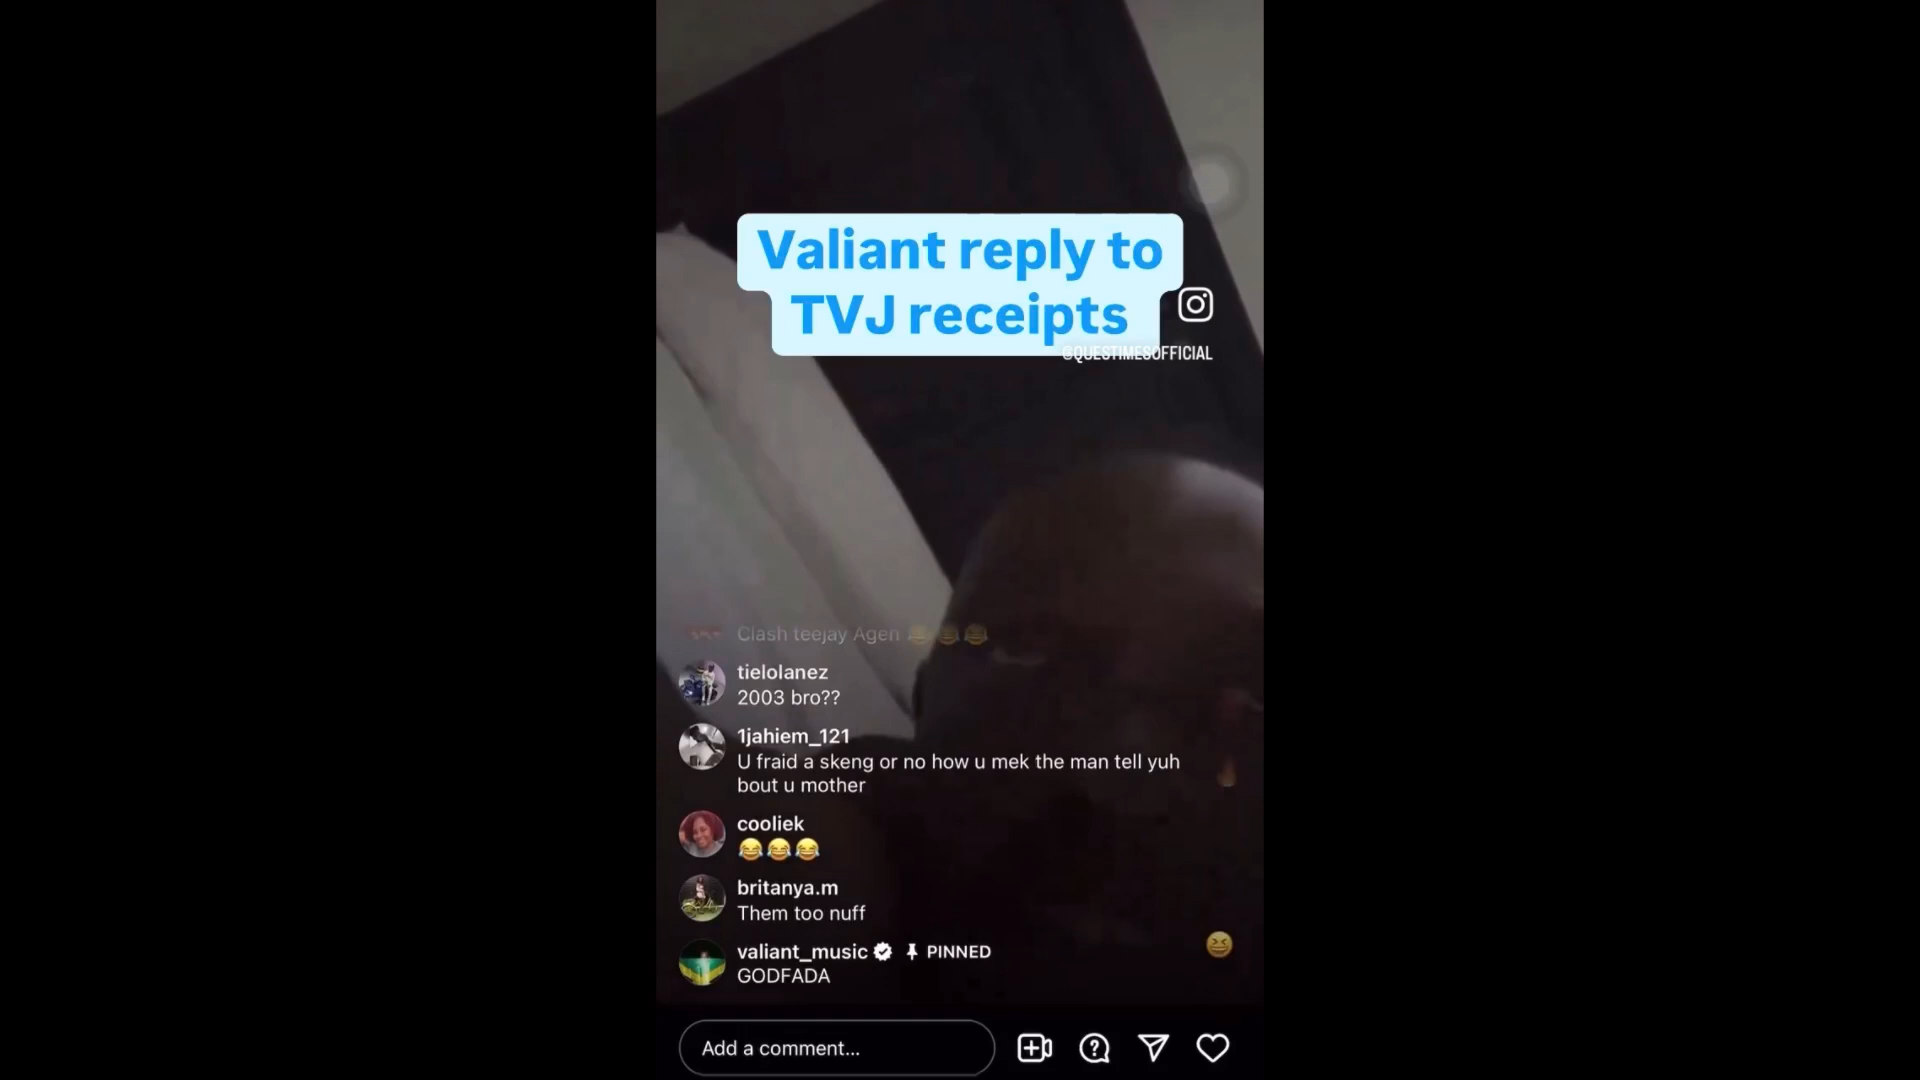 Valiant reply to
TVJ receipts
@QUESTIMESOFFICIAL
Clash teejay Agen 😂😂😂
tielolanez
2003 bro??
1jahiem_121
U fraid a skeng or no how u mek the man tell yuh
bout u mother
cooliek
😂😂😂
britanya.m
Them too nuff
valiant_music PINNED
GODFADA
Add a comment...